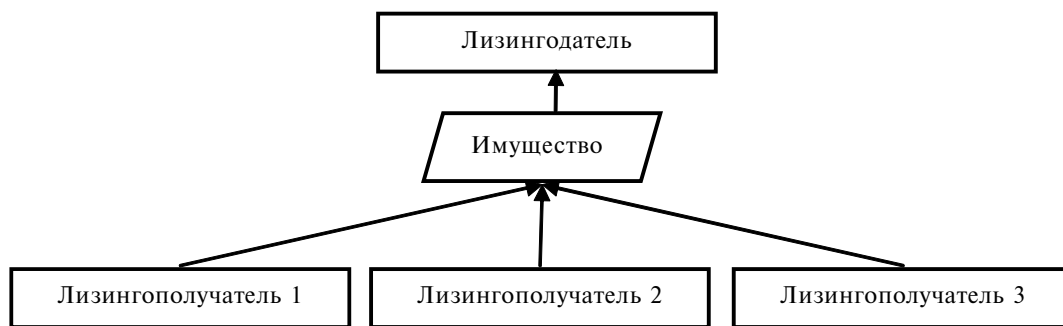 Лизингодатель
Имущество
Лизингополучатель 1
Лизингополучатель 2
Лизингополучатель 3